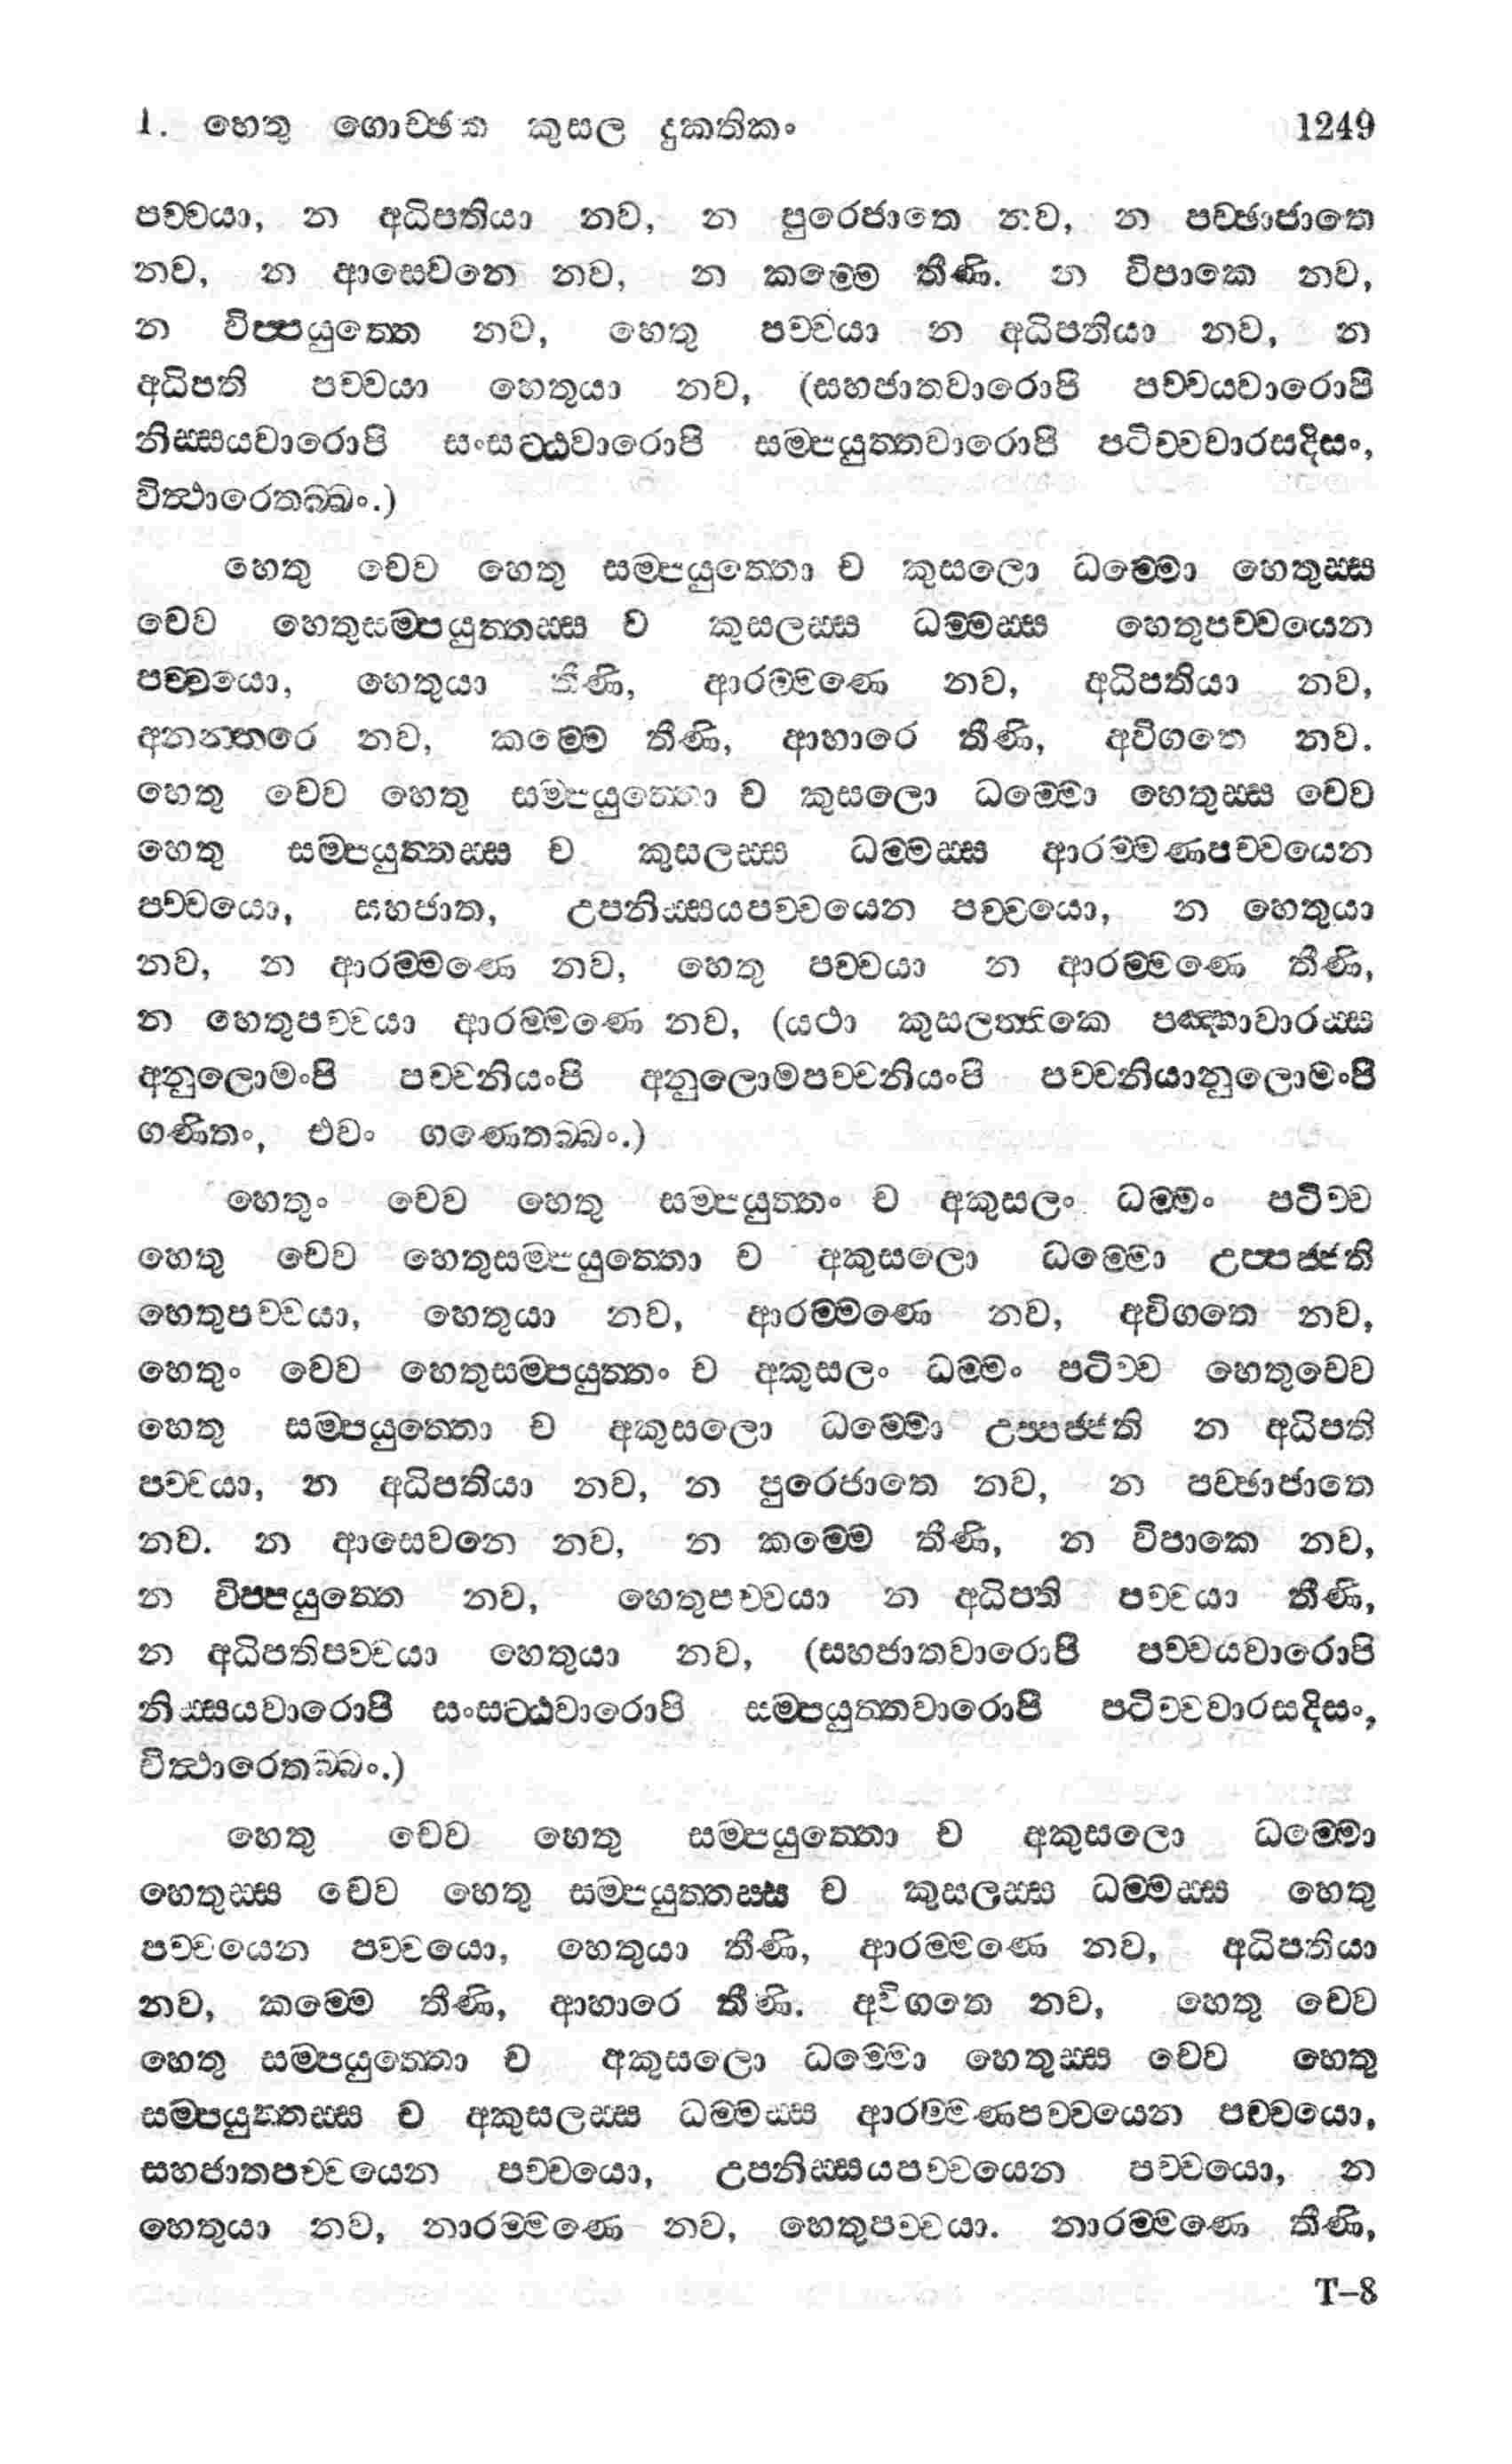 1. හෙතු ගොච්ඡක කුසල දුකතිකං 1249
පච්චයා, න අධිපතියා නව, න පුරෙජාතෙ නව, න පච්ඡාජාතෙ
නව, න ආසෙවනෙ නව, න කම්මෙ තීණි. න විපාකෙ නව,
න විප්පයුත්තෙ නව, හෙතු පච්චයා න අධිපතියා නව, න
අධිපති පච්චයා හෙතුයා නව, (සහජාතවාරොපි පච්චයවාරොපි
නිස්සයවාරොපි සංසට්ඨවාරොපි සම්පයුත්තවාරොපි පටිච්චවාරසදිසං,
විත්ථාරෙතබ්බං.)
හෙතු චෙව හෙතු සම්පයුත්තො ච කුසලො ධම්මො හෙතුස්ස
චෙව හෙතුසම්පයුත්තස්ස ච කුසලස්ස ධම්මස්ස හෙතුපච්චයෙන
පච්චයො, හෙතුයා තීණි, ආරම්මණෙ නව, අධිපතියා නව,
අනන්තරෙ නව, කම්මෙ තීණි, ආහාරෙ තීණි, අවිගතෙ නව.
හෙතු චෙව හෙතු සම්පයුත්තො ච කුසලො ධම්මො හෙතුස්ස චෙව
හෙතු සම්පයුත්තස්ස ච කුසලස්ස ධම්මස්ස ආරම්මණපච්චයෙන
පච්චයො, සහජාත, උපනිස්සයපච්චයෙන පච්චයො, න හෙතුයා
නව, න ආරම්මණෙ නව, හෙතු පච්චයා න ආරම්මණෙ තීණි,
න හෙතුපච්චයා ආරම්මණෙ නව, (යථා කුසලත්තිකෙ පඤ්හාවාරස්ස
අනුලොමංපි පච්චනියංපි අනුලොමපච්චනියංපි පච්චනියානුලොමංපි
ගණිතං, එවං ගණෙතබ්බං.)
හෙතුං චෙව හෙතු සම්පයුත්තං ච අකුසලං ධම්මං පටිච්ච
හෙතු චෙව හෙතුසම්පයුත්තො ච අකුසලො ධම්මො උප්පජ්ජති
හෙතුපච්චයා, හෙතුයා නව, ආරම්මණෙ නව, අවිගතෙ නව,
හෙතුං චෙව හෙතුසම්පයුත්තං ච අකුසලං ධම්මං පටිච්ච හෙතුචෙව
හෙතු සම්පයුත්තො ච අකුසලො ධම්මො උප්පජ්ජති න අධිපති
පච්චයා, න අධිපතියා නව, න පුරෙජාතෙ නව, න පච්ඡාජාතෙ
නව. න ආසෙවනෙ නව, න කම්මෙ තීණි, න විපාකෙ නව,
න විප්පයුත්තෙ නව, හෙතුපච්චයා න අධිපති පච්චයා තීණි,
න අධිපතිපච්චයා හෙතුයා නව, (සහජාතවාරොපි පච්චයවාරොපි
නිස්සයවාරොපි සංසට්ඨවාරොපි සම්පයුත්තවාරොපි පටිච්චවාරසදිසං,
විත්ථාරෙතබ්බං.)
හෙතු චෙව හෙතු සම්පයුත්තො ච අකුසලො ධම්මො
හෙතුස්ස චෙව හෙතු සම්පයුත්තස්ස ච කුසලස්ස ධම්මස්ස හෙතු
පච්චයෙන පච්චයො, හෙතුයා තීණි, ආරම්මණෙ නව, අධිපතියා
නව, කම්මෙ තීණි, ආහාරෙ තීණි. අවිගතෙ නව, හෙතු චෙව
හෙතු සම්පයුත්තො ච අකුසලො ධම්මො හෙතුස්ස චෙව හෙතු
සම්පයුත්තස්ස ච අකුසලස්ස ධම්මස්ස ආරම්මණපච්චයෙන පච්චයො,
සහජාතපච්චයෙන පච්චයො, උපනිස්සයපච්චයෙන පච්චයො, න
හෙතුයා නව, නාරම්මණෙ නව, හෙතුපච්චයා. නාරම්මණෙ තීණි,
T–8